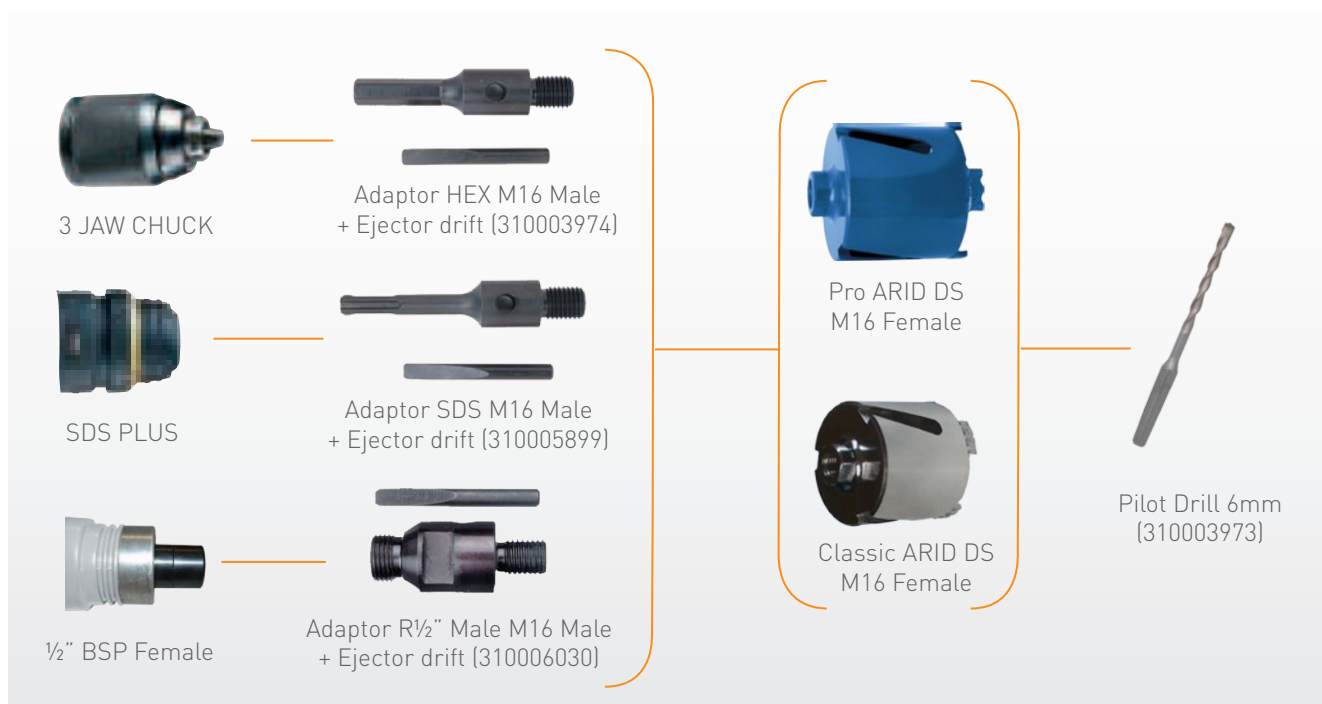 3 JAW CHUCK
Adaptor HEX M16 Male
+ Ejector drift (310003974)
SDS PLUS
Adaptor SDS M16 Male
+ Ejector drift (310005899)
½” BSP Female
Adaptor R½” Male M16 Male
+ Ejector drift (310006030)
Pro ARID DS
M16 Female
Classic ARID DS
M16 Female
Pilot Drill 6mm
(310003973)